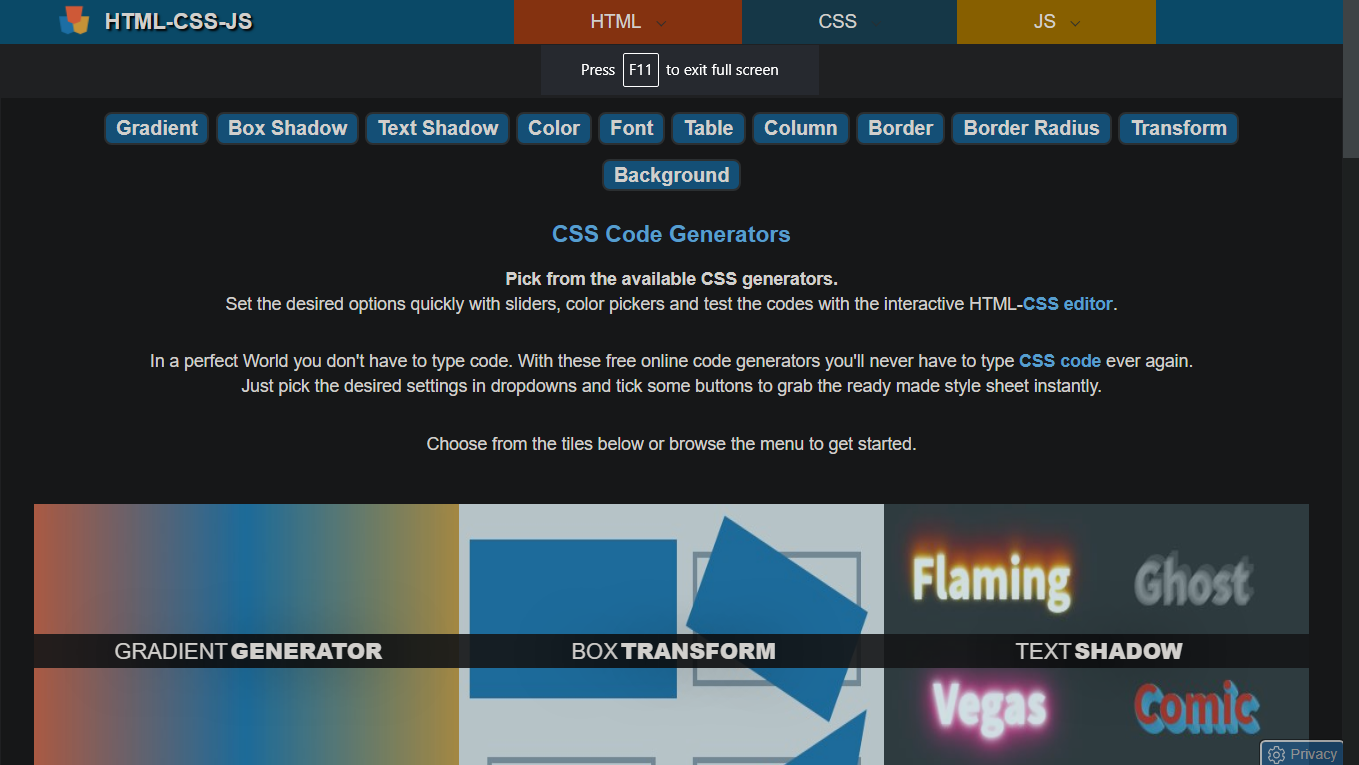 HTML-CSS-JS HTML CSS JS
Press F11 to exit full screen
Gradient Box Shadow Text Shadow Color Font Table Column Border Border Radius Transform
Background
CSS Code Generators
Pick from the available CSS generators.
Set the desired options quickly with sliders, color pickers and test the codes with the interactive HTML-CSS editor.
In a perfect World you don't have to type code. With these free online code generators you'll never have to type CSS code ever again.
Just pick the desired settings in dropdowns and tick some buttons to grab the ready made style sheet instantly.
Choose from the tiles below or browse the menu to get started.
Flaming Ghost
GRADIENT GENERATOR BOX TRANSFORM TEXT SHADOW
Vegas Comic
Privacy